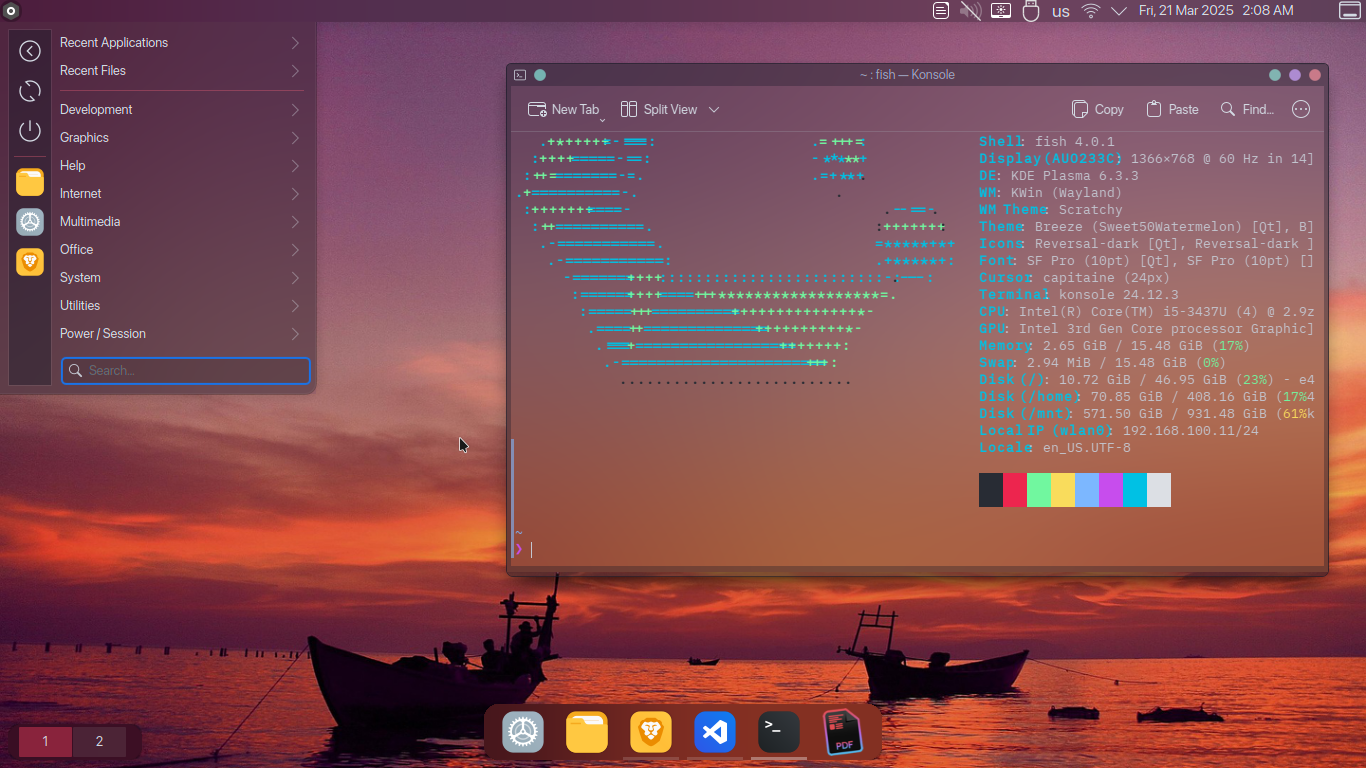 us
Fri, 21 Mar 2025 2:08 AM
Recent Applications
Recent Files
Development
Graphics
Help
Internet
Multimedia
Office
System
Utilities
Power / Session
Search...
~ : fish — Konsole
New Tab
Split View
Copy
Paste
Find...
Shell: fish 4.0.1
Display (AUO233C): 1366×768 @ 60 Hz in 14]
DE: KDE Plasma 6.3.3
WM: KWin (Wayland)
WM Theme: Scratchy
Theme: Breeze (Sweet50Watermelon) [Qt], B]
Icons: Reversal-dark [Qt], Reversal-dark ]
Font: SF Pro (10pt) [Qt], SF Pro (10pt) []
Cursor: capitaine (24px)
Terminal: konsole 24.12.3
CPU: Intel(R) Core(TM) i5-3437U (4) @ 2.9z
GPU: Intel 3rd Gen Core processor Graphic]
Memory: 2.65 GiB / 15.48 GiB (17%)
Swap: 2.94 MiB / 15.48 GiB (0%)
Disk (/): 10.72 GiB / 46.95 GiB (23%) - e4
Disk (/home): 70.85 GiB / 408.16 GiB (17%4
Disk (/mnt): 571.50 GiB / 931.48 GiB (61%k
Local IP (wlan0): 192.168.100.11/24
Locale: en_US.UTF-8
~
❯
1
2
>_
PDF